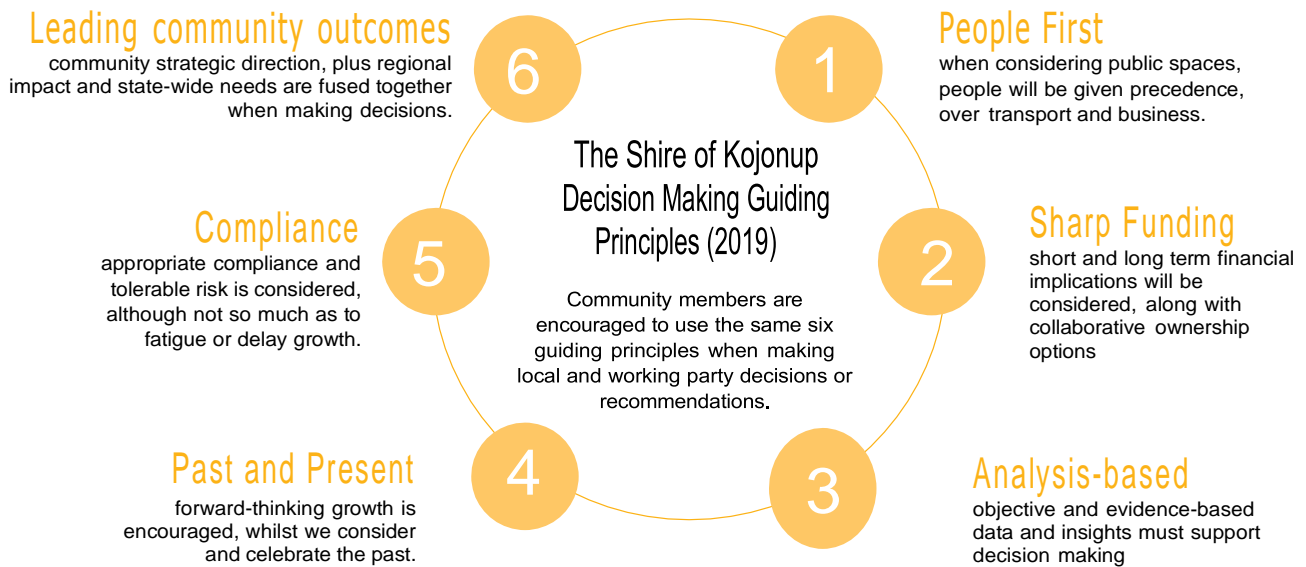 The Shire of Kojonup
Decision Making Guiding
Principles (2019)
Community members are
encouraged to use the same six
guiding principles when making
local and working party decisions or
recommendations.
1
People First
when considering public spaces,
people will be given precedence,
over transport and business.
2
Sharp Funding
short and long term financial
implications will be
considered, along with
collaborative ownership
options
3
Analysis-based
objective and evidence-based
data and insights must support
decision making
4
Past and Present
forward-thinking growth is
encouraged, whilst we consider
and celebrate the past.
5
Compliance
appropriate compliance and
tolerable risk is considered,
although not so much as to
fatigue or delay growth.
6
Leading community outcomes
community strategic direction, plus regional
impact and state-wide needs are fused together
when making decisions.